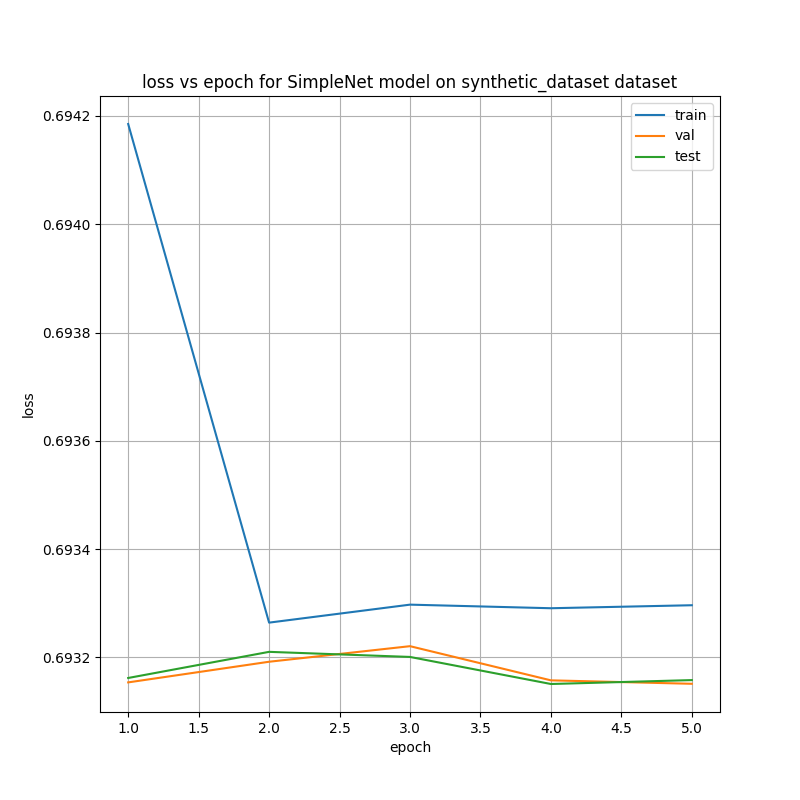 loss vs epoch for SimpleNet model on synthetic_dataset dataset
train
val
test
0.6942
0.6940
0.6938
0.6936
0.6934
0.6932
loss
1.0 1.5 2.0 2.5 3.0 3.5 4.0 4.5 5.0
epoch